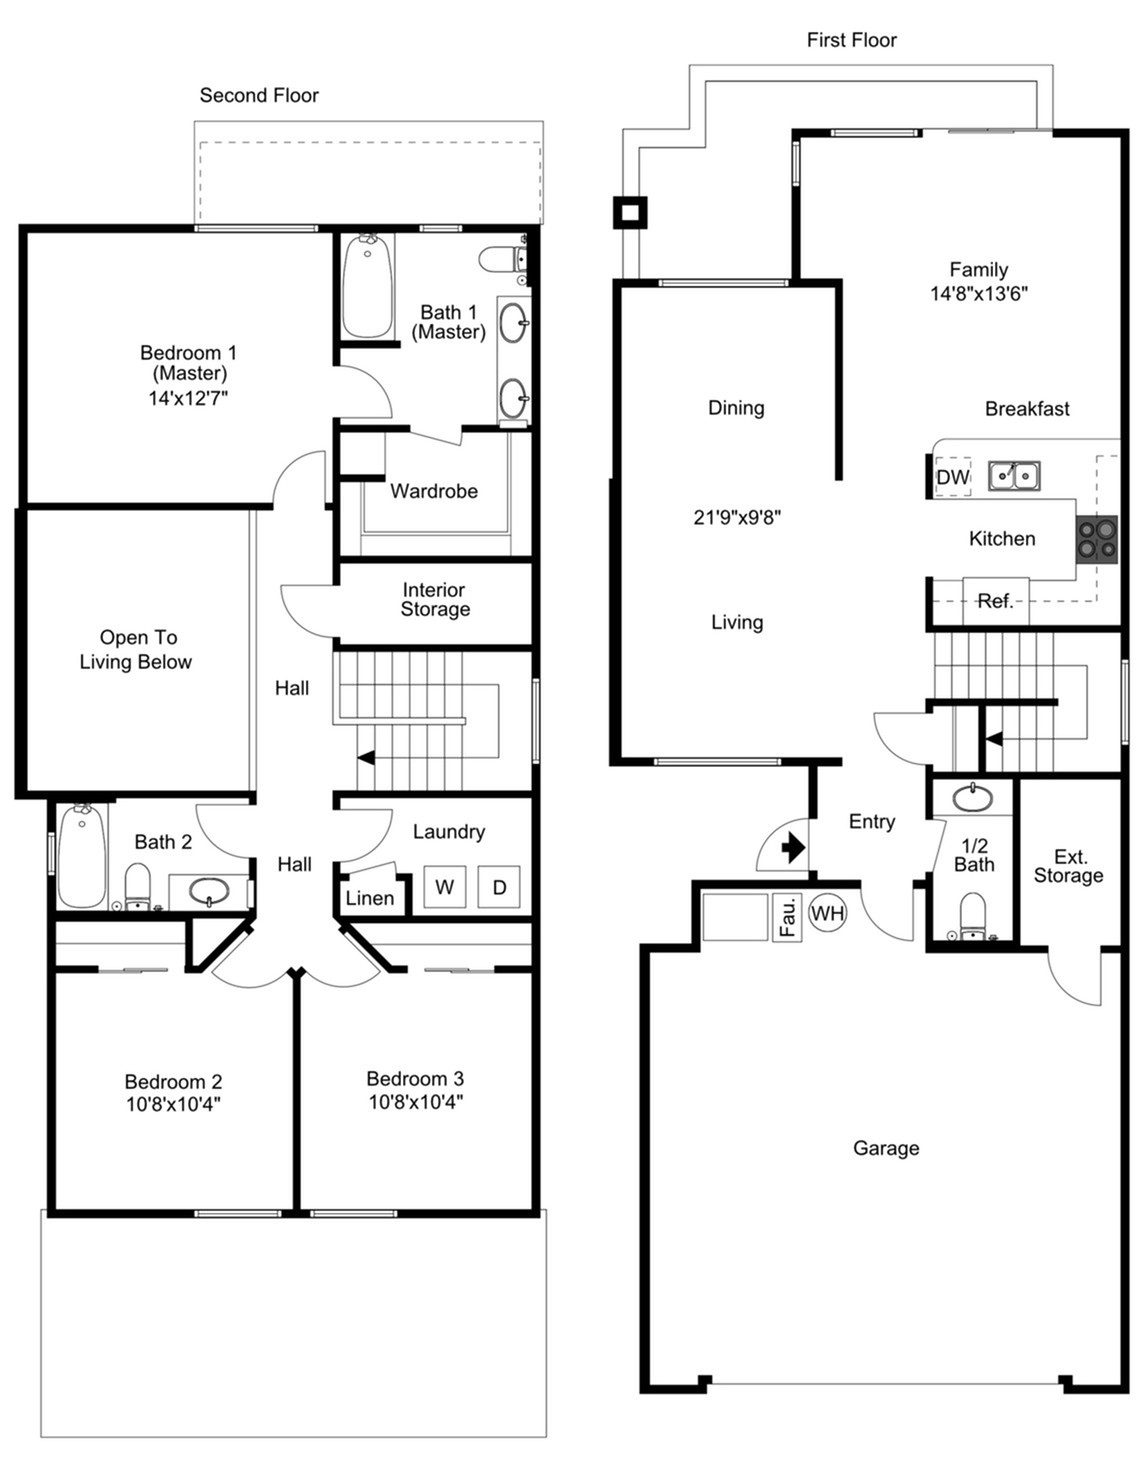 Second Floor
Bedroom 1
(Master)
14'x12'7"
Bath 1
(Master)
Wardrobe
Interior
Storage
Open To
Living Below
Hall
Bath 2
Hall
Laundry
Linen
W
D
Bedroom 2
10'8'x10'4"
Bedroom 3
10'8'x10'4"
First Floor
Family
14'8"x13'6"
Dining
Breakfast
DW
21'9"x9'8"
Kitchen
Ref.
Living
Entry
1/2
Bath
Ext.
Storage
Fau.
WH
Garage